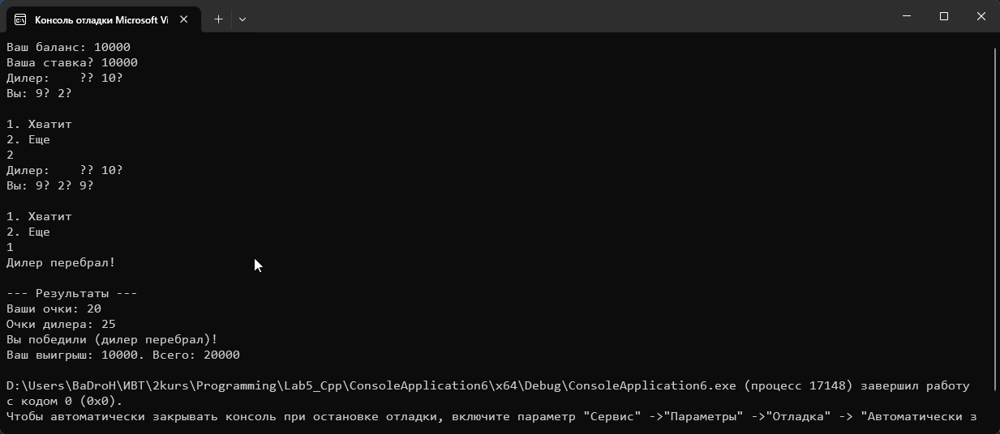 Консоль отладки Microsoft Vi
Ваш баланс: 10000
Ваша ставка? 10000
Дилер:    ?? 10?
Вы: 9? 2?
1. Хватит
2. Еще
2
Дилер:    ?? 10?
Вы: 9? 2? 9?
1. Хватит
2. Еще
1
Дилер перебрал!
--- Результаты ---
Ваши очки: 20
Очки дилера: 25
Вы победили (дилер перебрал)!
Ваш выигрыш: 10000. Всего: 20000
D:\Users\BaDroH\ИВТ\2kurs\Programming\Lab5_Cpp\ConsoleApplication6\x64\Debug\ConsoleApplication6.exe (процесс 17148) завершил работу
с кодом 0 (0x0).
Чтобы автоматически закрывать консоль при остановке отладки, включите параметр "Сервис" ->"Параметры" ->"Отладка" -> "Автоматически з